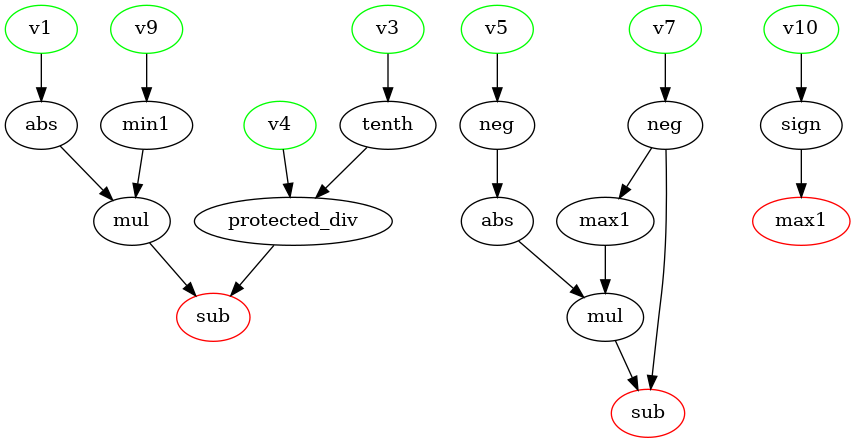 v1 v9 v3 v5 v7 v10
abs min1 v4 tenth neg neg sign
mul protected_div abs max1 max1
sub mul
sub